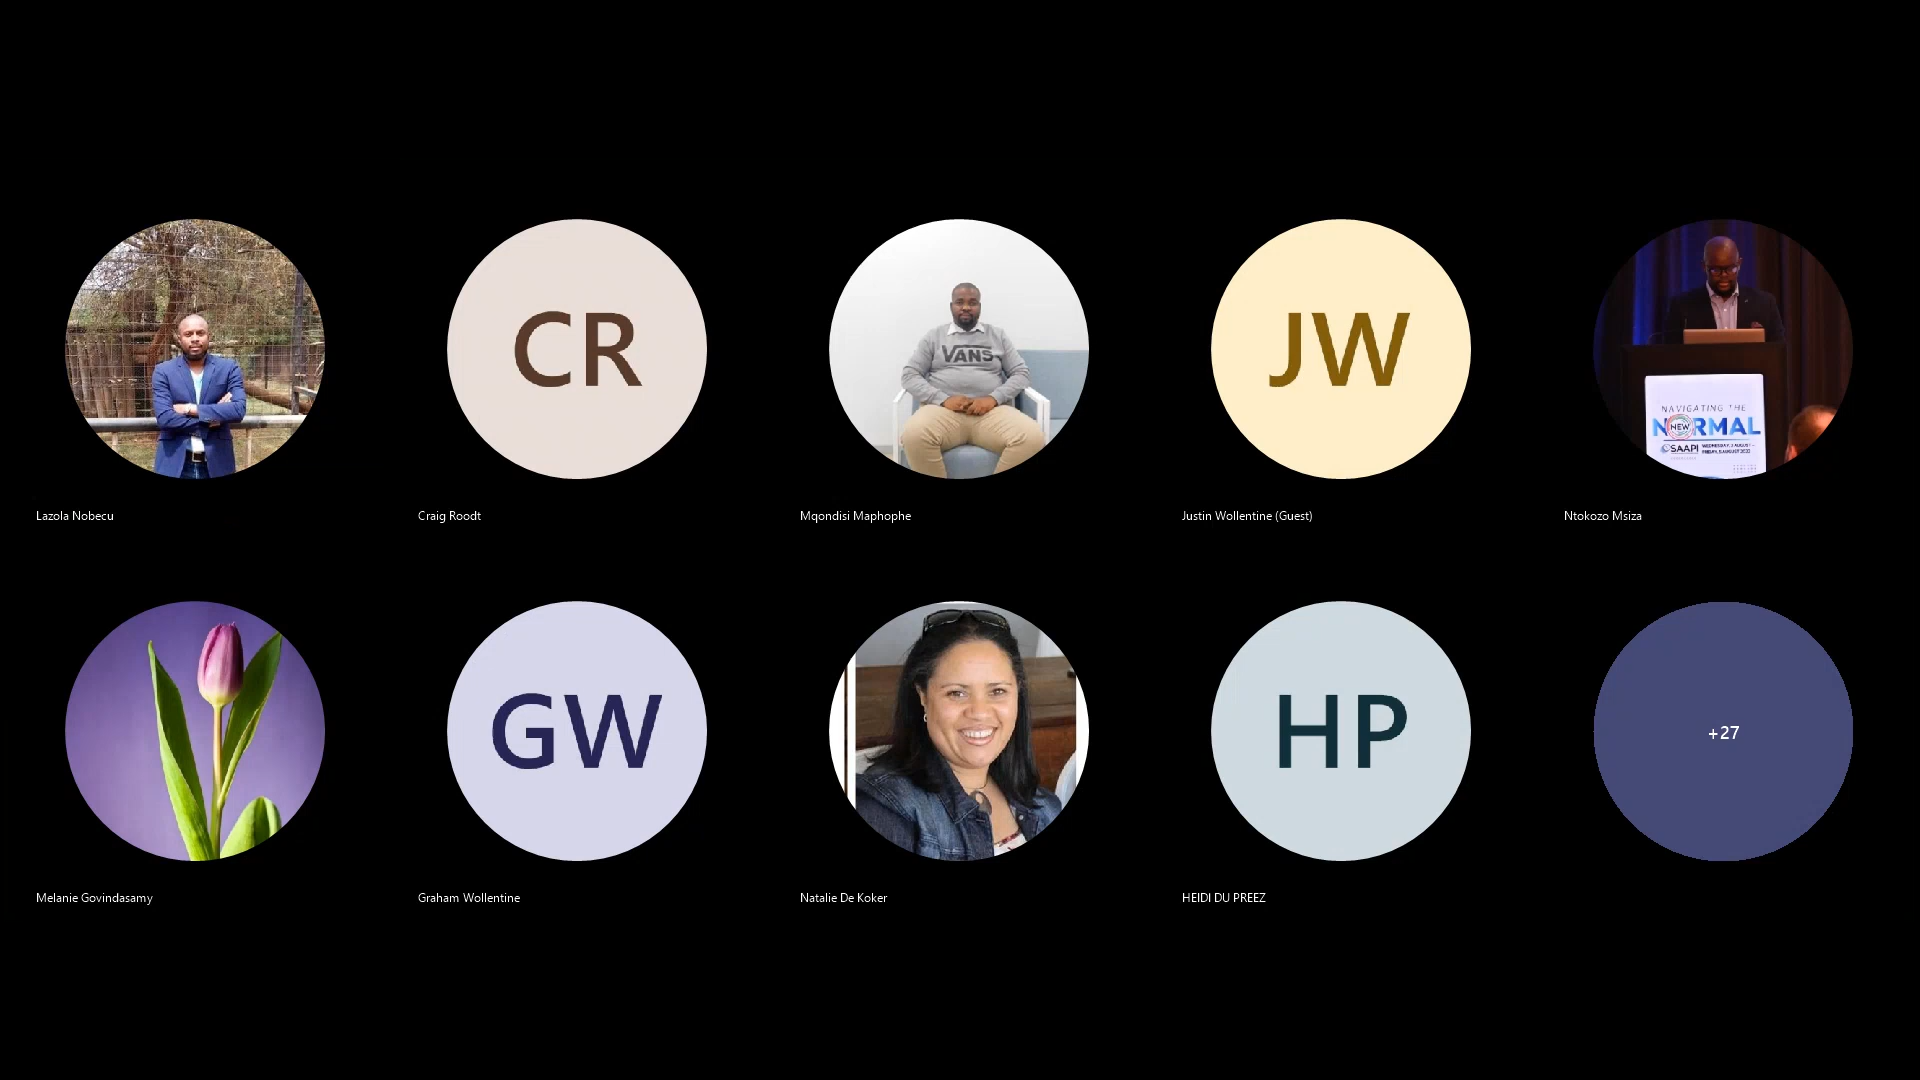 CR
VANS
JW
NAVIGATING THE
NEW
NORMAL
SAAPI
Lazola Nobecu
Craig Roodt
Mqondisi Maphophe
Justin Wollentine (Guest)
Ntokozo Msiza
GW
HP
+27
Melanie Govindasamy
Graham Wollentine
Natalie De Koker
HEIDI DU PREEZ